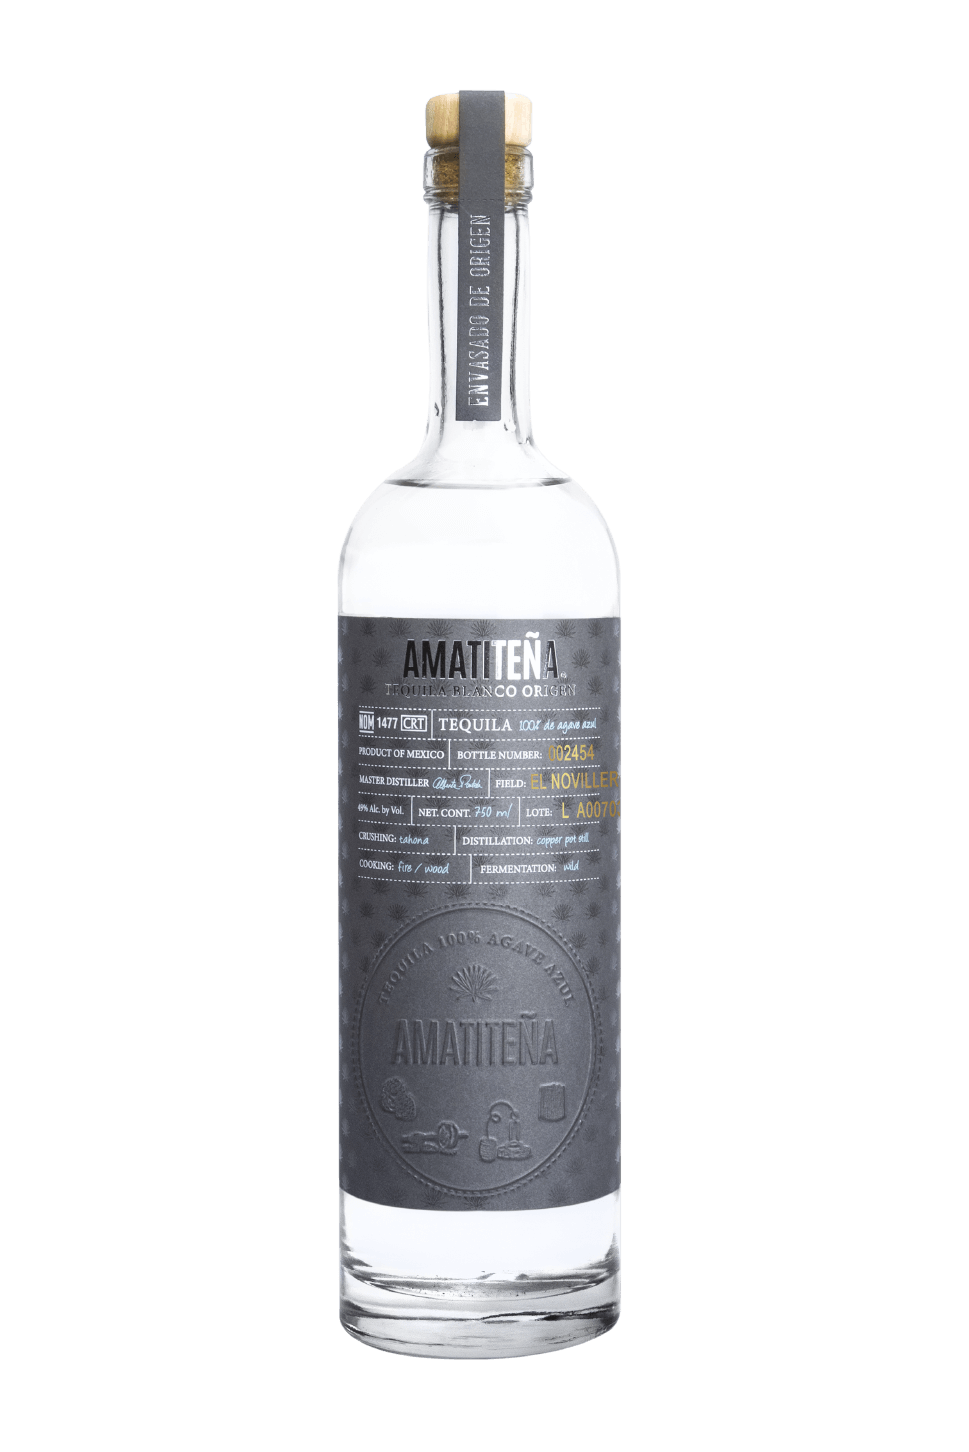 ENVASADO DE ORIGEN
AMATITEÑA
TEQUILA BLANCO ORIGEN
NOM 1477 CRT TEQUILA 100% de agave azul
PRODUCT OF MEXICO BOTTLE NUMBER: 002454
MASTER DISTILLER FIELD: EL NOVILLER
49% Alc. by Vol. NET. CONT. 750 ml LOTE: L A00701
CRUSHING: tahona DISTILLATION: copper pot still
COOKING: fire / wood FERMENTATION: wild
TEQUILA 100% AGAVE AZUL
AMATITEÑA